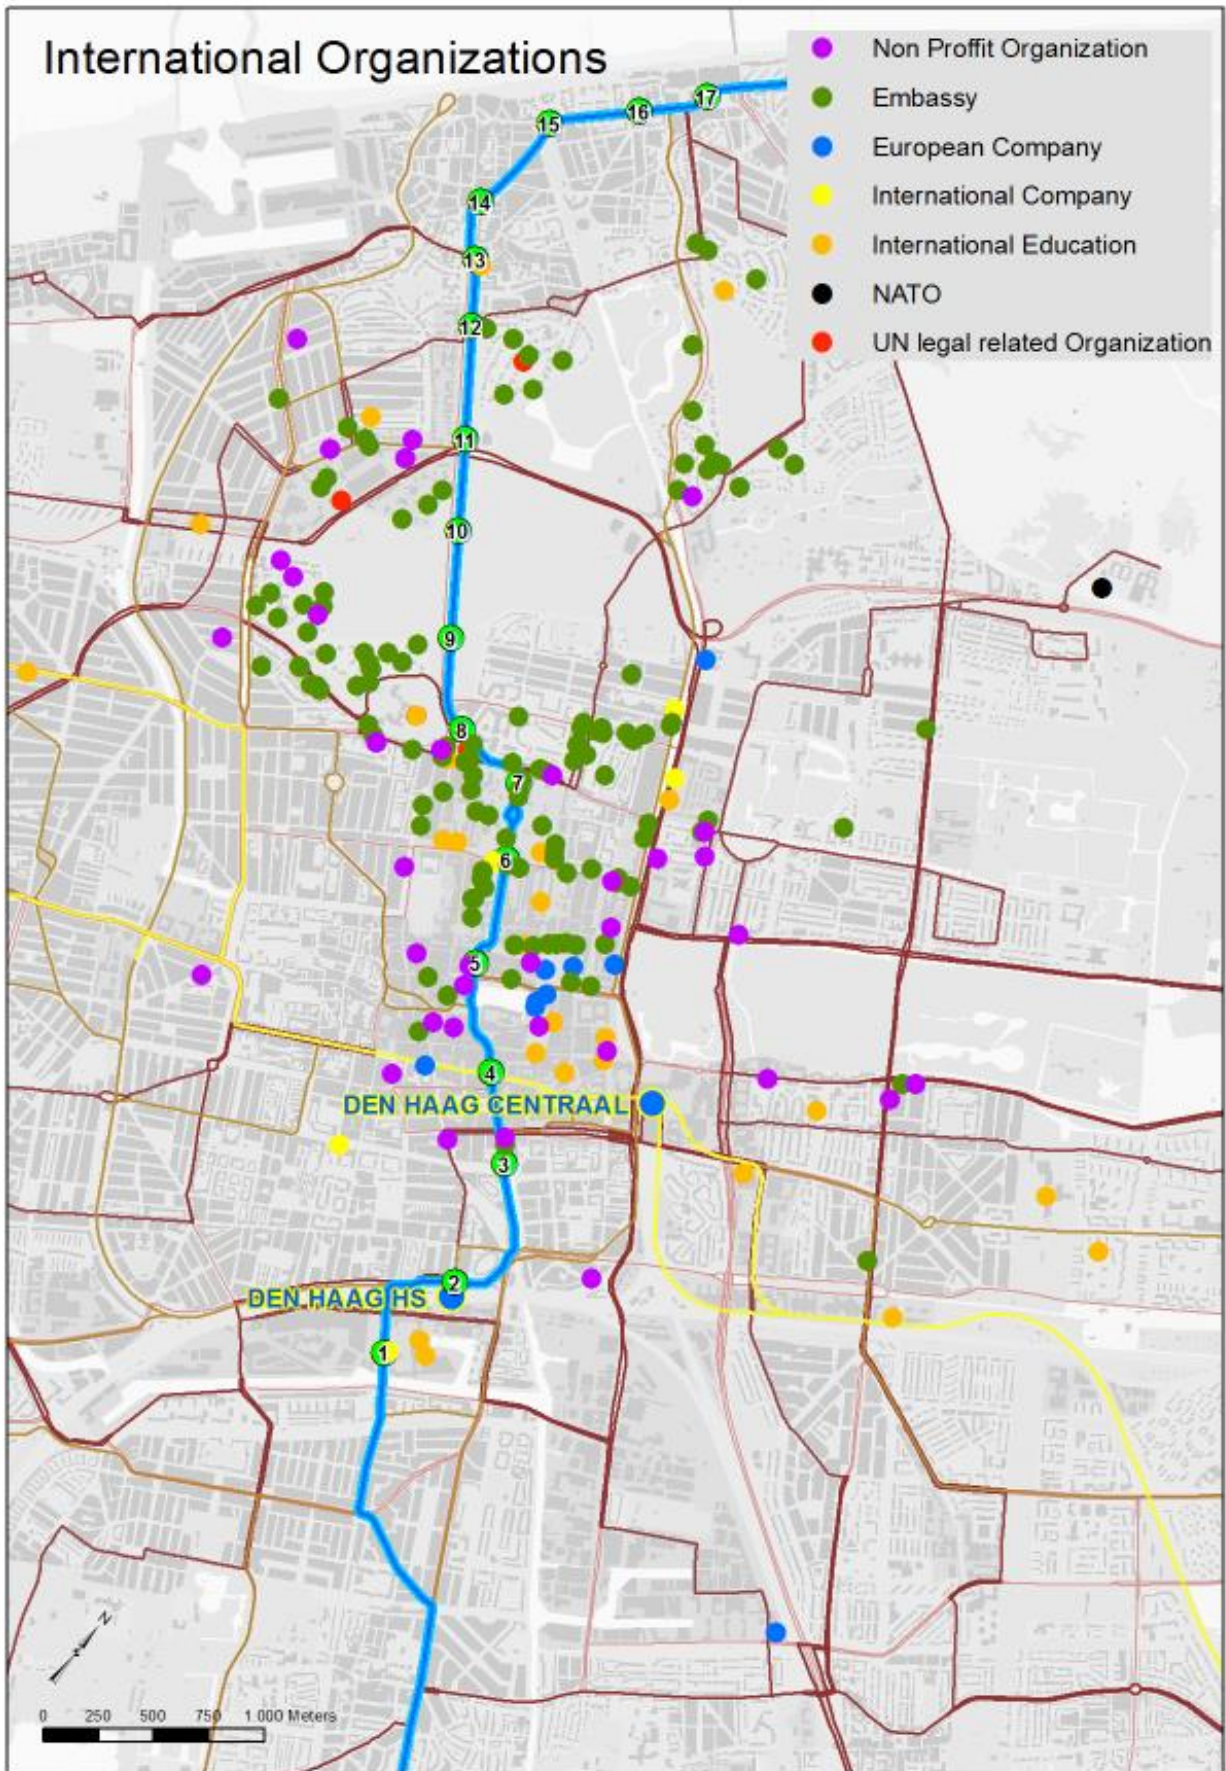 International Organizations
Non Proffit Organization
Embassy
European Company
International Company
International Education
NATO
UN legal related Organization
17
16
15
14
13
12
11
10
9
8
7
6
5
4
DEN HAAG CENTRAAL
3
2
DEN HAAG HS
1
N
0 250 500 750 1 000 Meters